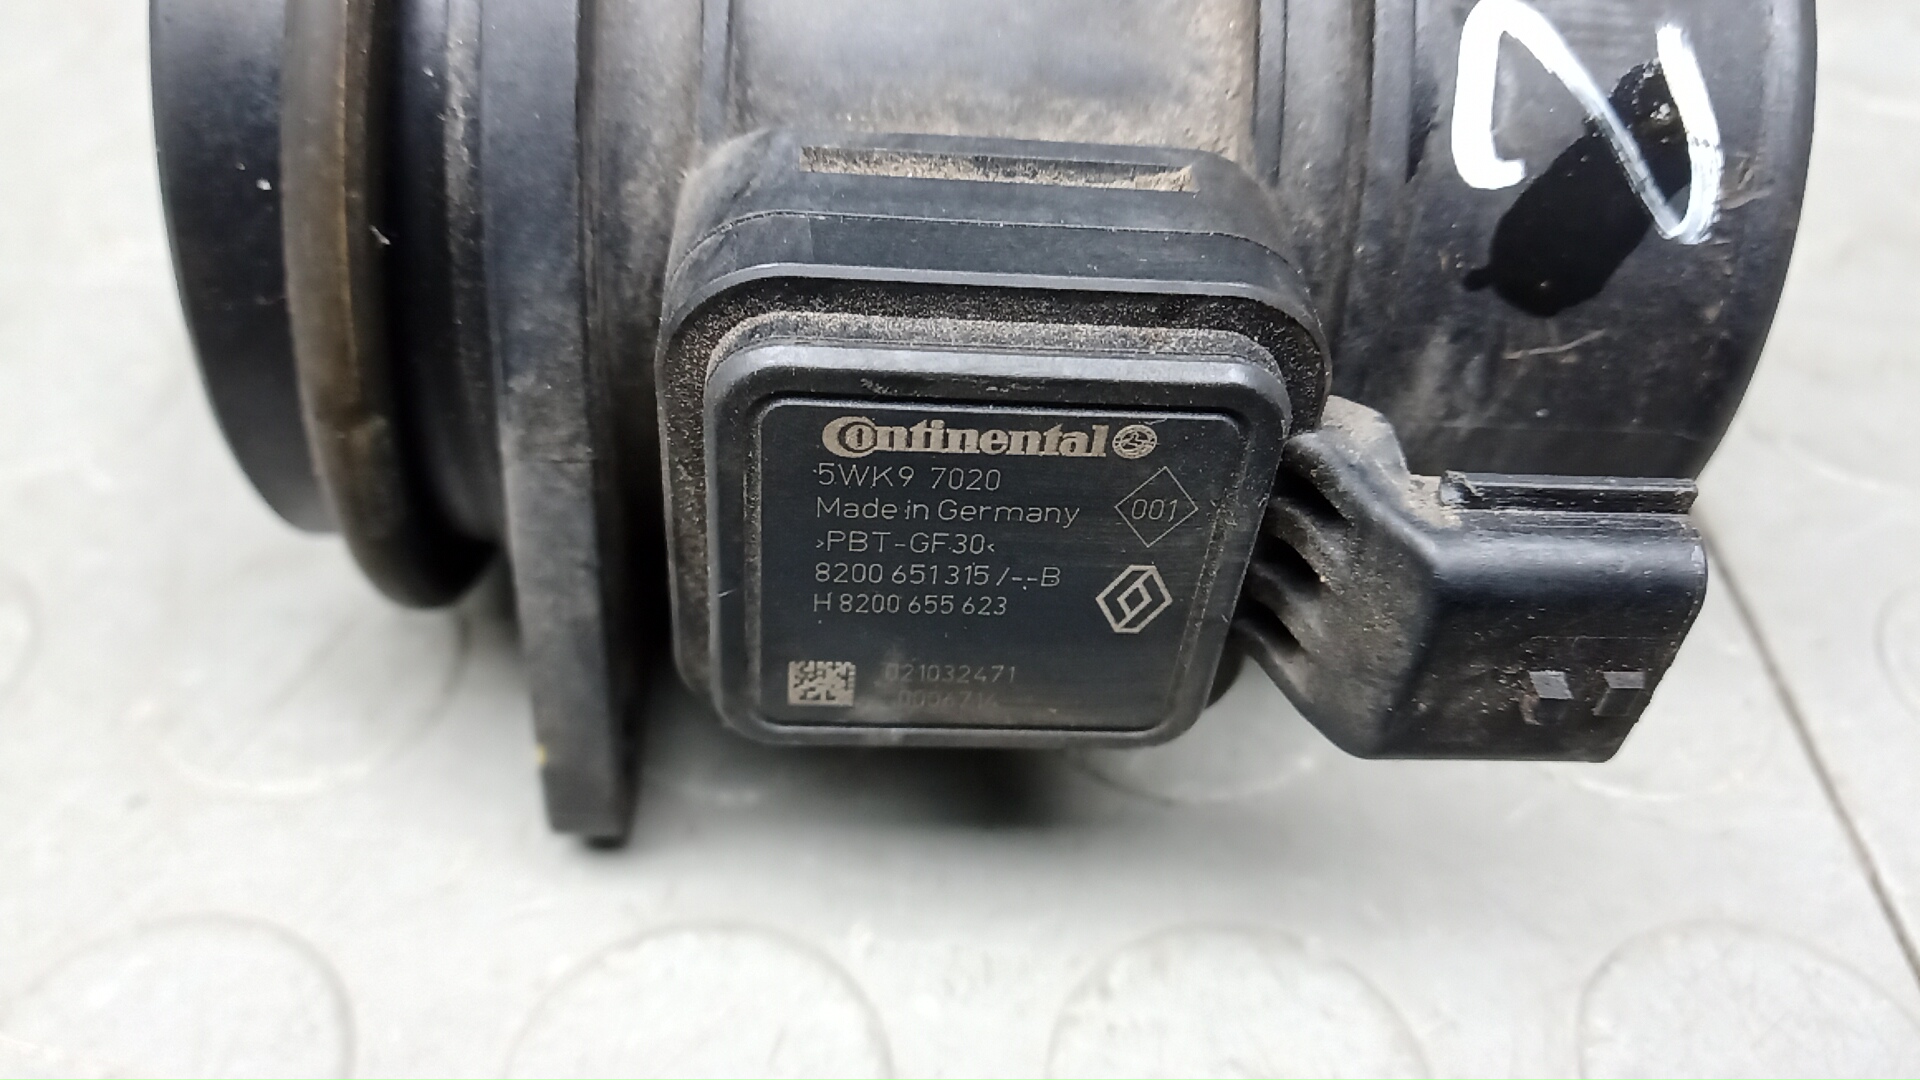 Continental
5WK9 7020
Made in Germany
001
>PBT-GF30<
8200 651315/--B
H 8200 655 623
021032471